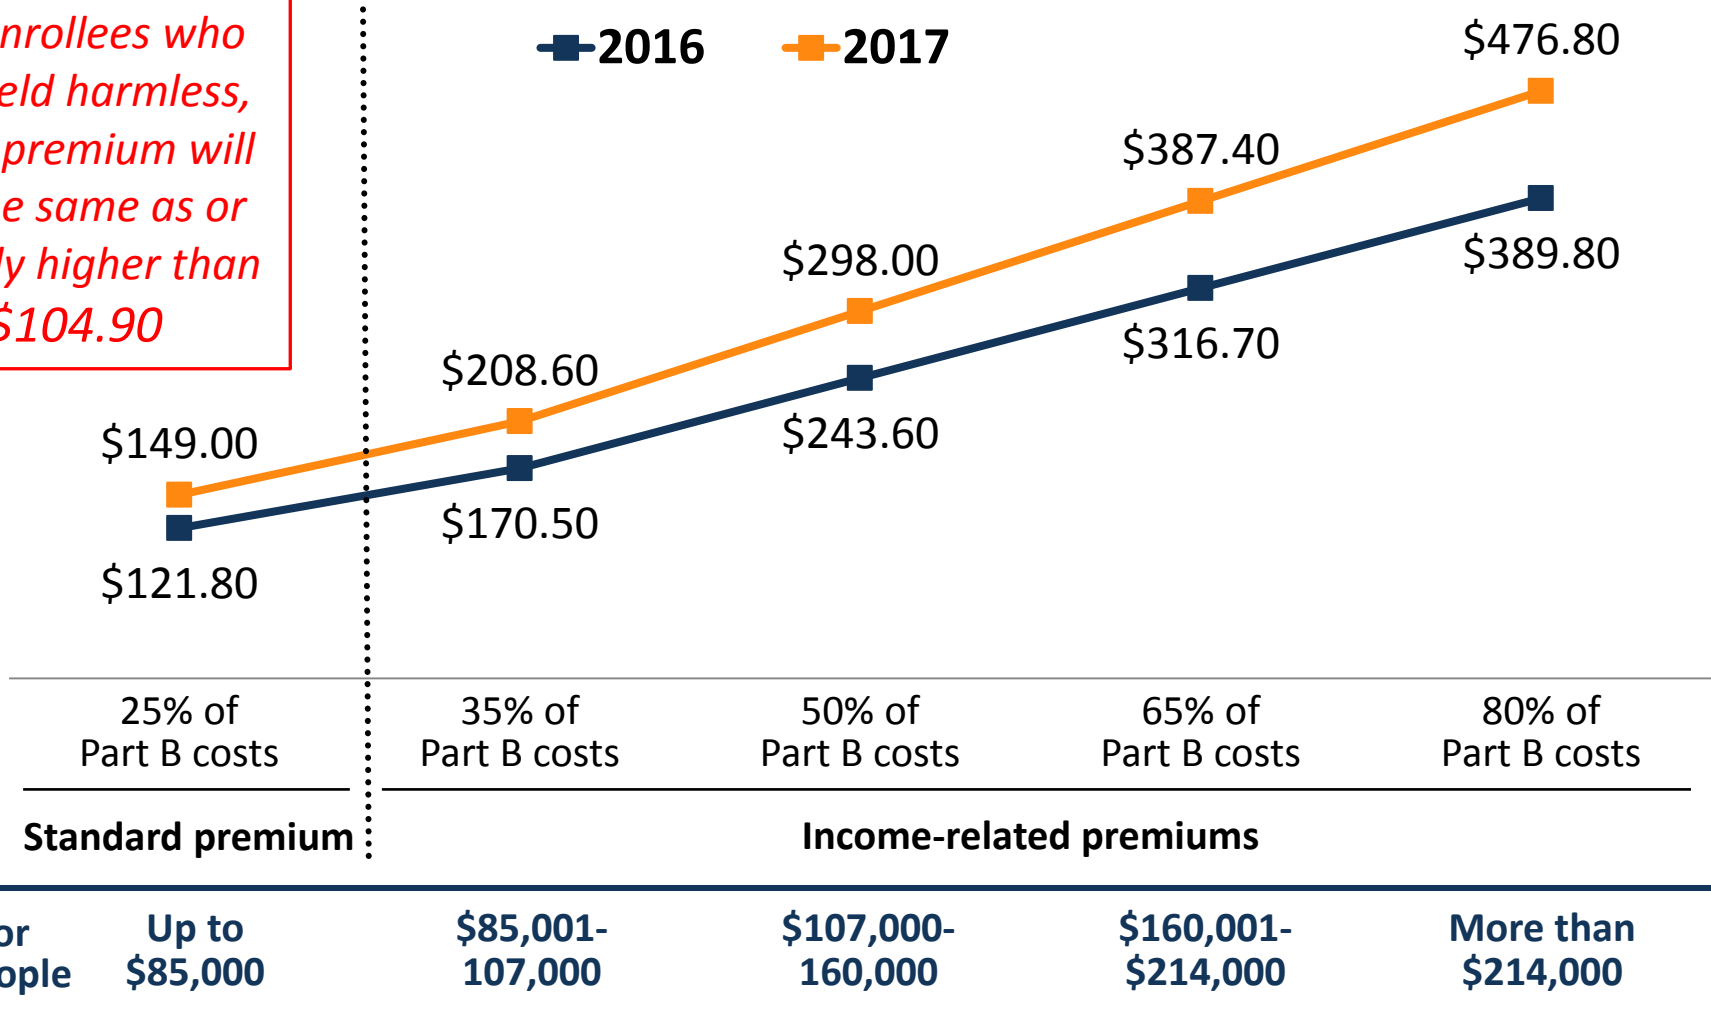 nrollees who
eld harmless,
premium will
e same as or
ly higher than
$104.90
2016
2017
$476.80
$387.40
$389.80
$298.00
$316.70
$208.60
$243.60
$149.00
$170.50
$121.80
25% of
Part B costs
35% of
Part B costs
50% of
Part B costs
65% of
Part B costs
80% of
Part B costs
Standard premium
Income-related premiums
or
ople
Up to
$85,000
$85,001-
107,000
$107,000-
160,000
$160,001-
$214,000
More than
$214,000